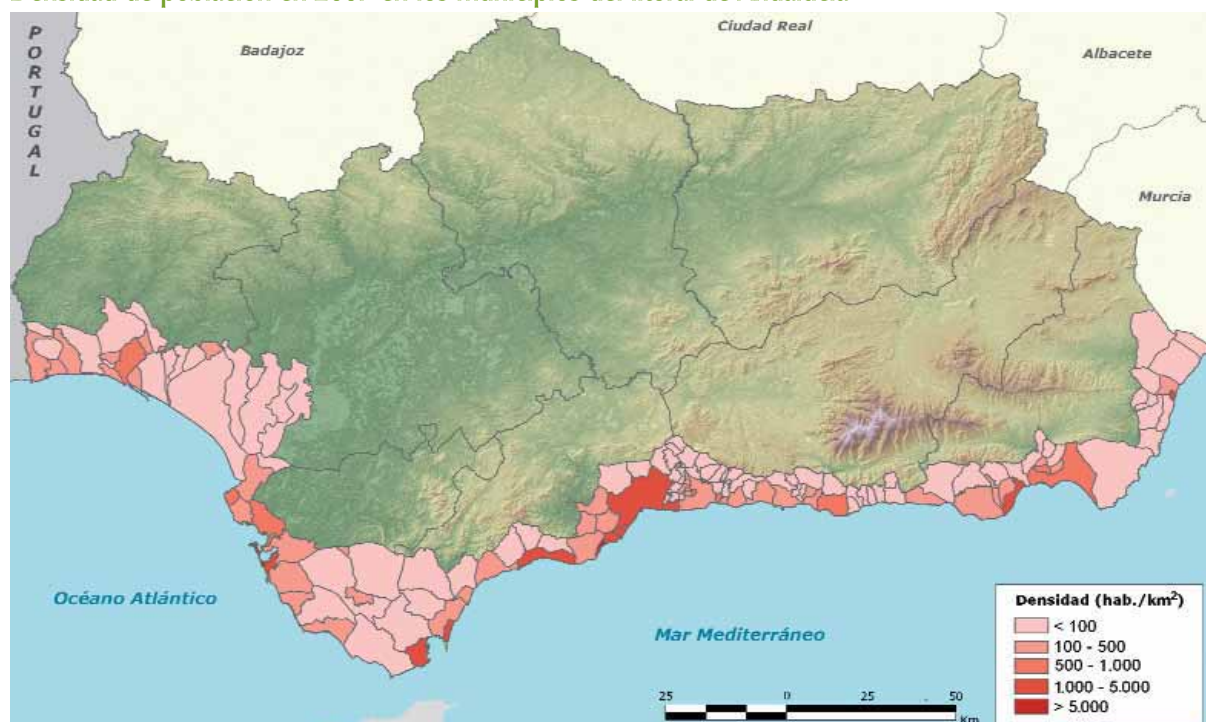 PORTUGAL
Badajoz
Ciudad Real
Albacete
Murcia
Océano Atlántico
Mar Mediterráneo
Densidad (hab./km²)
< 100
100 - 500
500 - 1.000
1.000 - 5.000
> 5.000
25 0 25 50
Km